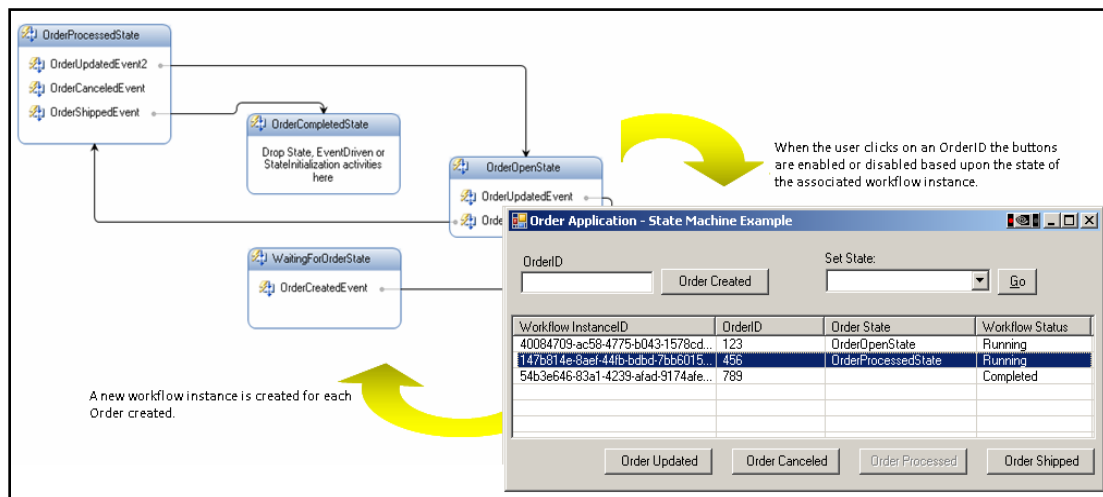 OrderProcessedState
OrderUpdatedEvent2
OrderCanceledEvent
OrderShippedEvent
OrderCompletedState
Drop State, EventDriven or
StateInitialization activities
here
OrderOpenState
OrderUpdatedEvent
Orde
WaitingForOrderState
OrderCreatedEvent
When the user clicks on an OrderID the buttons
are enabled or disabled based upon the state of
the associated workflow instance.
A new workflow instance is created for each
Order created.
Order Application - State Machine Example
OrderID
Set State:
Order Created
Go
Workflow InstanceID OrderID Order State Workflow Status
40084709-ac58-4775-b043-1578cd... 123 OrderOpenState Running
147b814e-8aef-44fb-bdbd-7bb6015... 456 OrderProcessedState Running
54b3e646-83a1-4239-afad-9174afe... 789 Completed
Order Updated Order Canceled Order Processed Order Shipped